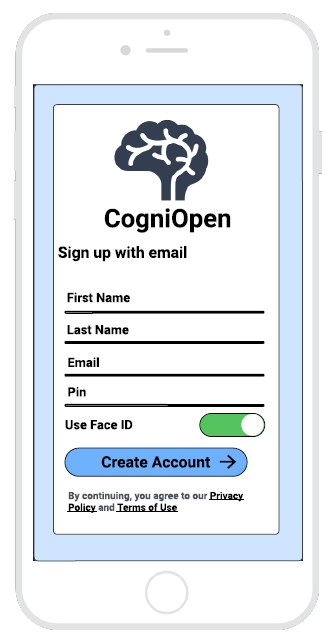 CogniOpen
Sign up with email
First Name
Last Name
Email
Pin
Use Face ID
Create Account
By continuing, you agree to our Privacy
Policy and Terms of Use